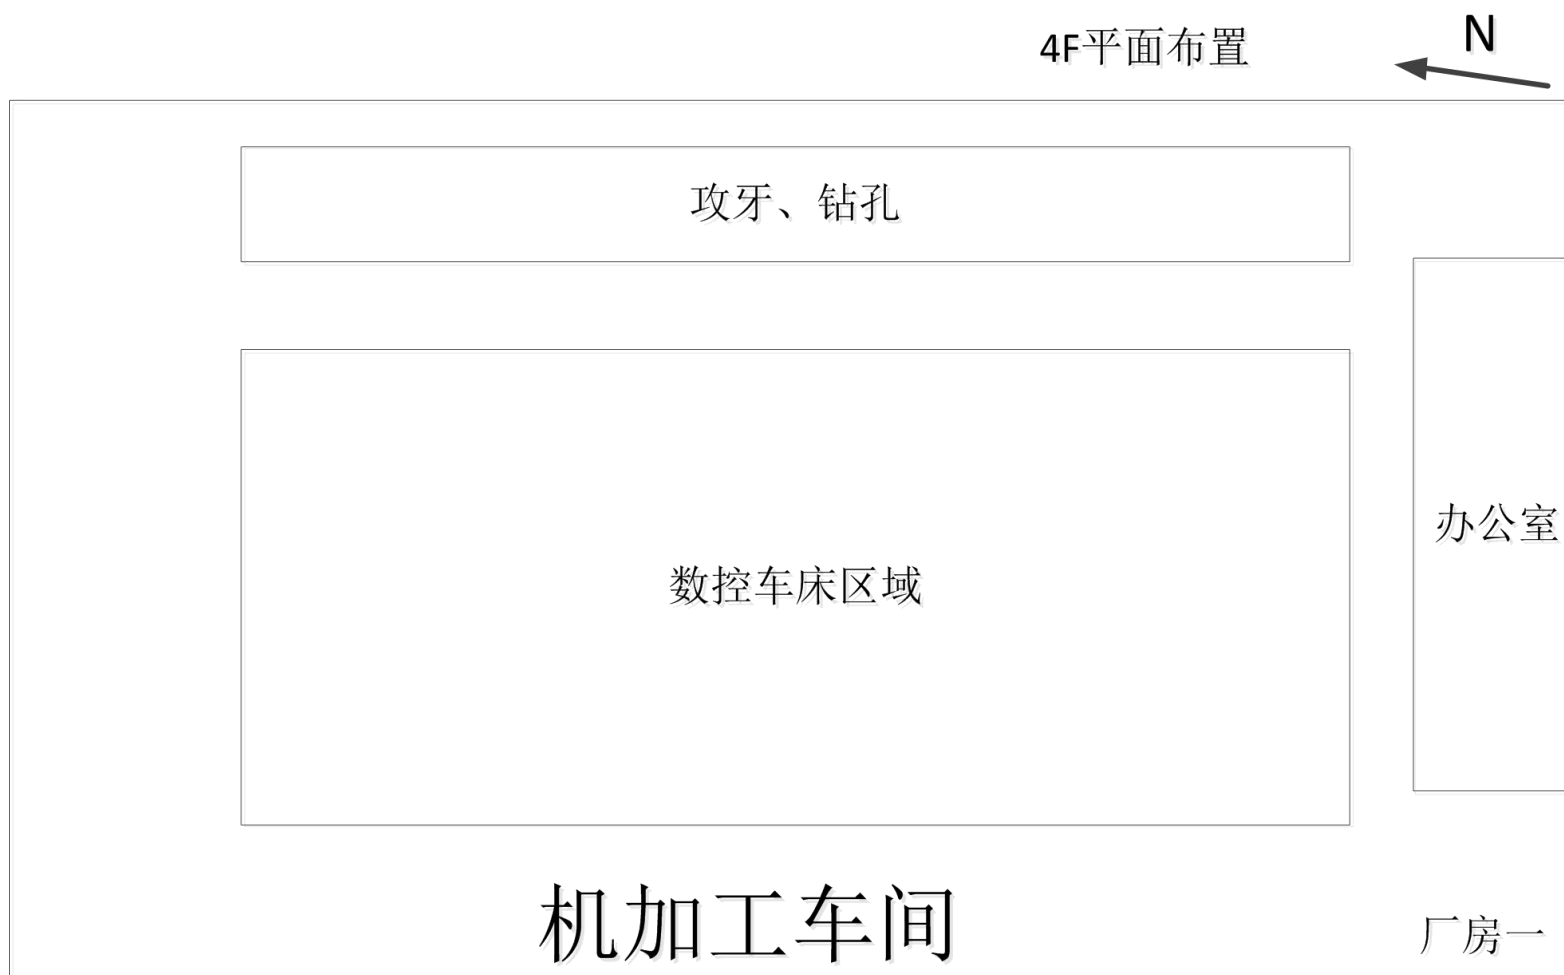 4F平面布置
N
攻牙、钻孔
办公室
数控车床区域
机加工车间
厂房一